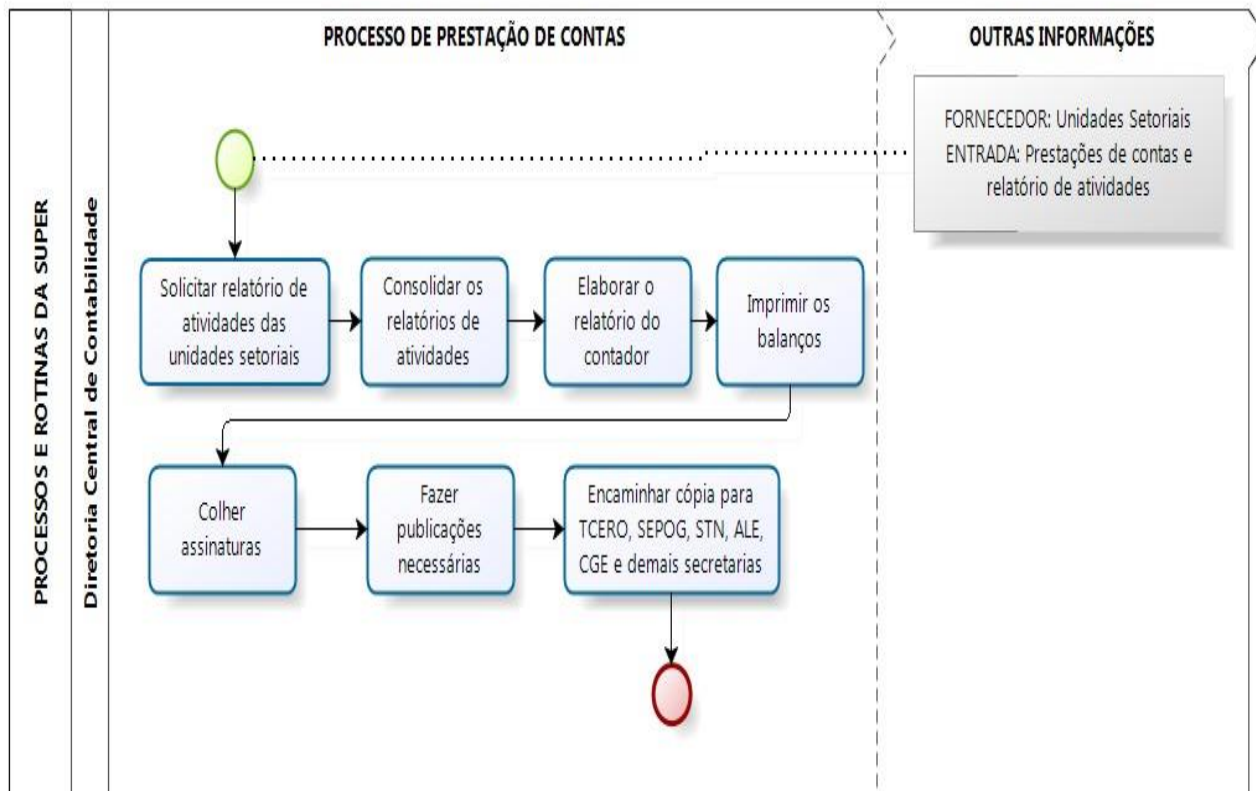 PROCESSO DE PRESTAÇÃO DE CONTAS
OUTRAS INFORMAÇÕES
PROCESSOS E ROTINAS DA SUPER
Diretoria Central de Contabilidade
FORNECEDOR: Unidades Setoriais
ENTRADA: Prestações de contas e
relatório de atividades
Solicitar relatório de
atividades das
unidades setoriais
Consolidar os
relatórios de
atividades
Elaborar o
relatório do
contador
Imprimir os
balanços
Colher
assinaturas
Fazer
publicações
necessárias
Encaminhar cópia para
TCERO, SEPOG, STN, ALE,
CGE e demais secretarias